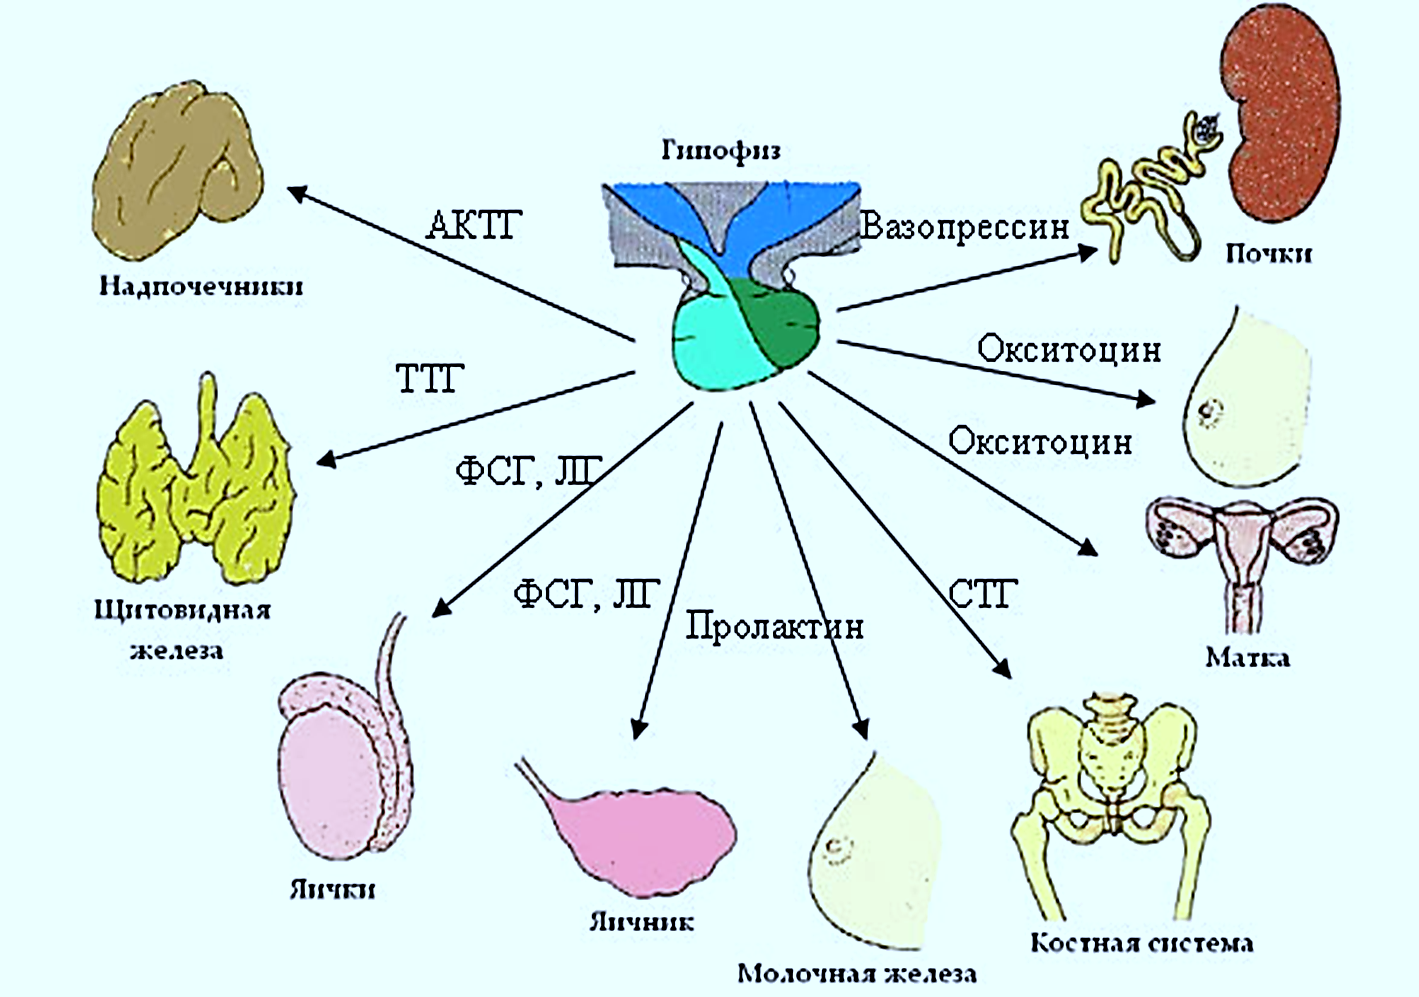 Гипофиз
АКТГ
Вазопрессин
Почки
Надпочечники
ТТГ
Окситоцин
Окситоцин
ФСГ, ЛГ
ФСГ, ЛГ
Пролактин
СТГ
Щитовидная
железа
Матка
Яички
Яичник
Молочная железа
Костная система